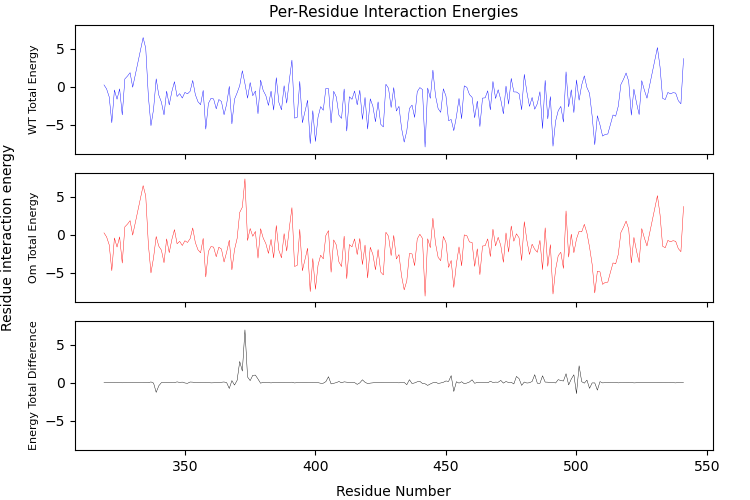 Per-Residue Interaction Energies
Residue interaction energy
WT Total Energy
5
0
−5
Om Total Energy
5
0
−5
Energy Total Difference
5
0
−5
350
400
450
500
550
Residue Number